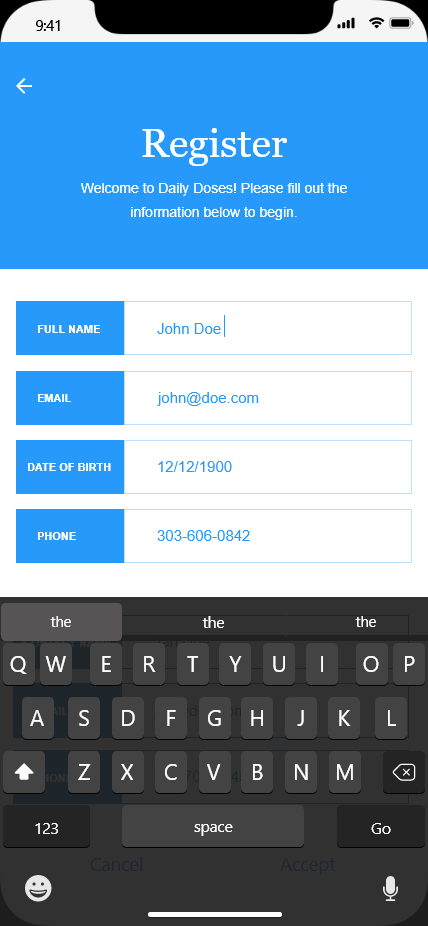 9:41
Register
Welcome to Daily Doses! Please fill out the
information below to begin.
FULL NAME
John Doe
EMAIL
john@doe.com
DATE OF BIRTH
12/12/1900
PHONE
303-606-0842
the the the
Q W E R T Y U I O P
A S D F G H J K L
Z X C V B N M
123 space Go
Cancel Accept